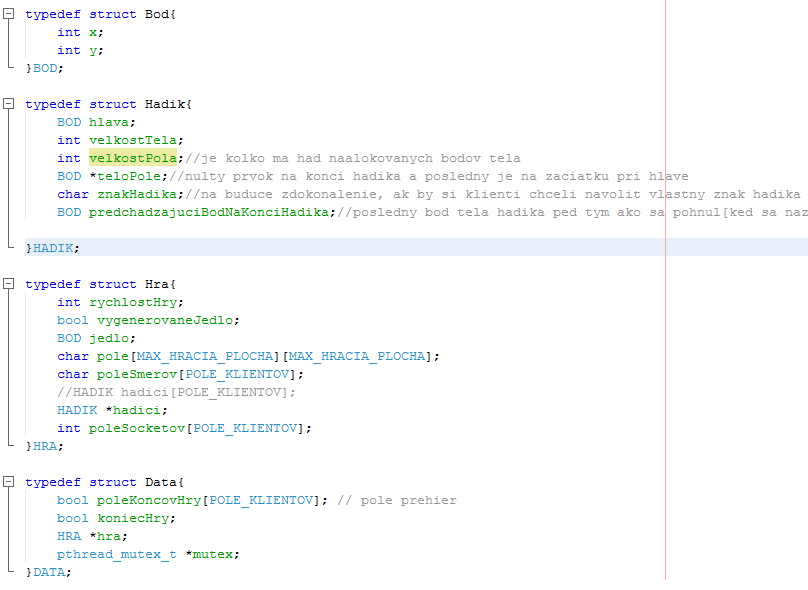 typedef struct Bod{
    int x;
    int y;
}BOD;

typedef struct Hadik{
    BOD hlava;
    int velkostTela;
    int velkostPola;//je kolko ma had naalokovanych bodov tela
    BOD *teloPole;//nulty prvok na konci hadika a posledny je na zaciatku pri hlave
    char znakHadika;//na buduce zdokonalenie, ak by si klienti chceli navolit vlastny znak hadika
    BOD predchadzajuciBodNaKonciHadika;//posledny bod tela hadika ped tym ako sa pohnul[ked sa naz

}HADIK;

typedef struct Hra{
    int rychlostHry;
    bool vygenerovaneJedlo;
    BOD jedlo;
    char pole[MAX_HRACIA_PLOCHA][MAX_HRACIA_PLOCHA];
    char poleSmerov[POLE_KLIENTOV];
    //HADIK hadici[POLE_KLIENTOV];
    HADIK *hadici;
    int poleSocketov[POLE_KLIENTOV];
}HRA;

typedef struct Data{
    bool poleKoncovHry[POLE_KLIENTOV]; // pole prehier
    bool koniecHry;
    HRA *hra;
    pthread_mutex_t *mutex;
}DATA;